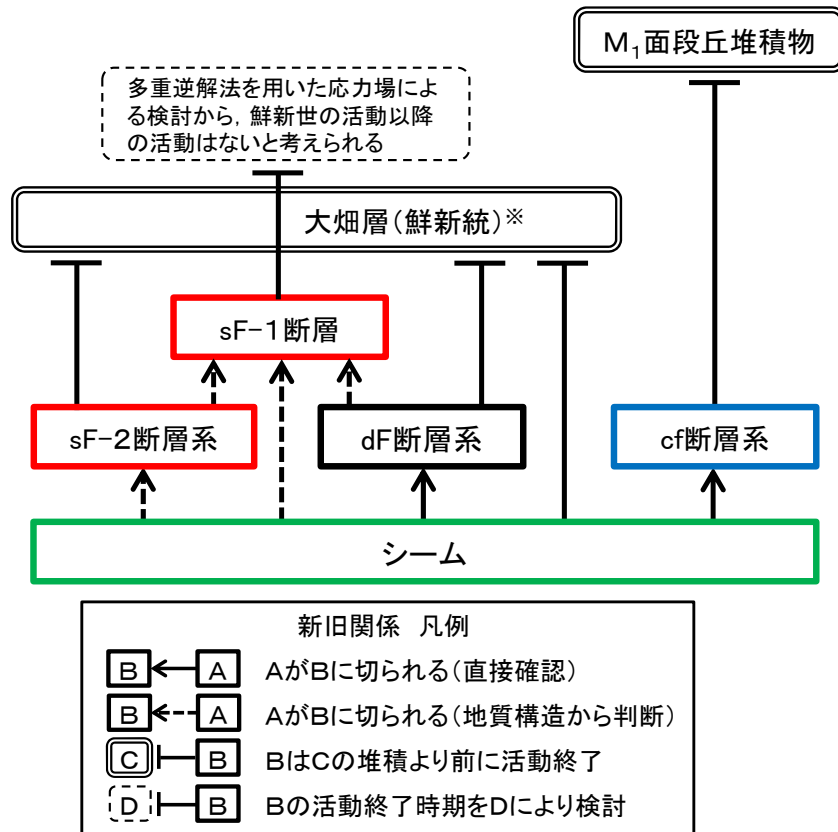 M₁面段丘堆積物
多重逆解法を用いた応力場によ
る検討から，鮮新世の活動以降
の活動はないと考えられる
大畑層（鮮新統）※
sF-1断層
sF-2断層系
dF断層系
cf断層系
シーム
新旧関係 凡例
B A AがBに切られる（直接確認）
B A AがBに切られる（地質構造から判断）
C B BはCの堆積より前に活動終了
D B Bの活動終了時期をDにより検討